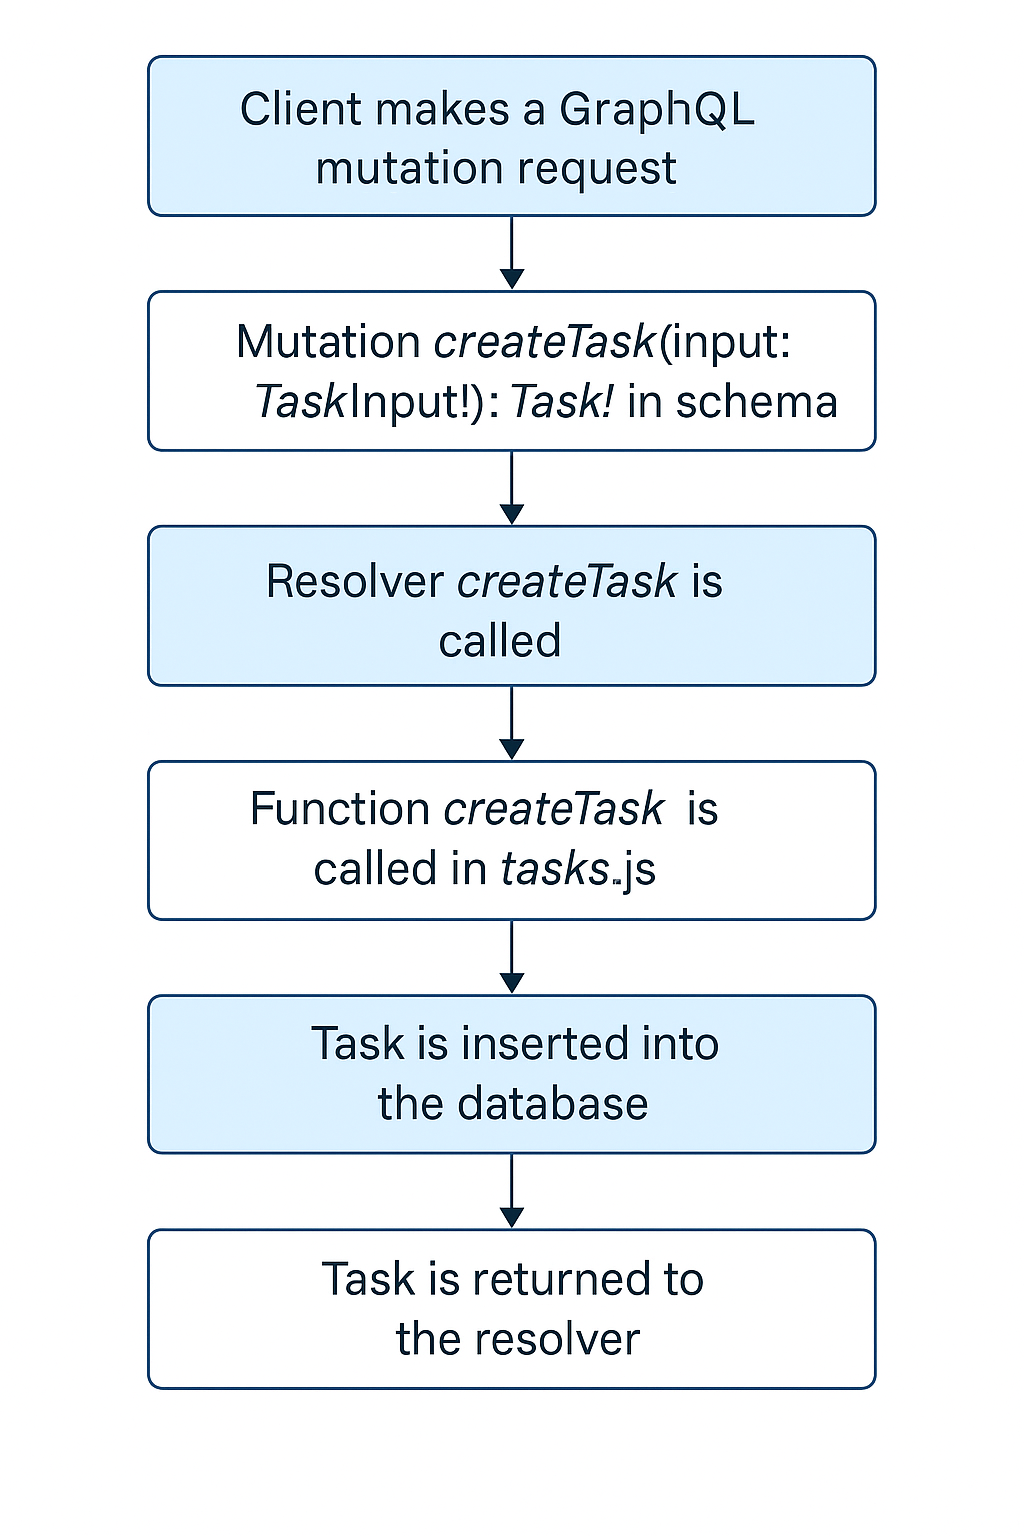 Client makes a GraphQL
mutation request
Mutation createTask(input:
TaskInput!): Task! in schema
Resolver createTask is
called
Function createTask is
called in tasks.js
Task is inserted into
the database
Task is returned to
the resolver